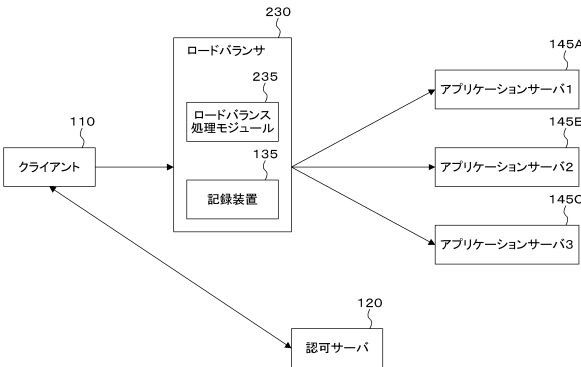 230
ロードバランサ
235
ロードバランス
処理モジュール
135
記録装置
110
クライアント
145A
アプリケーションサーバ1
145B
アプリケーションサーバ2
145C
アプリケーションサーバ3
120
認可サーバ